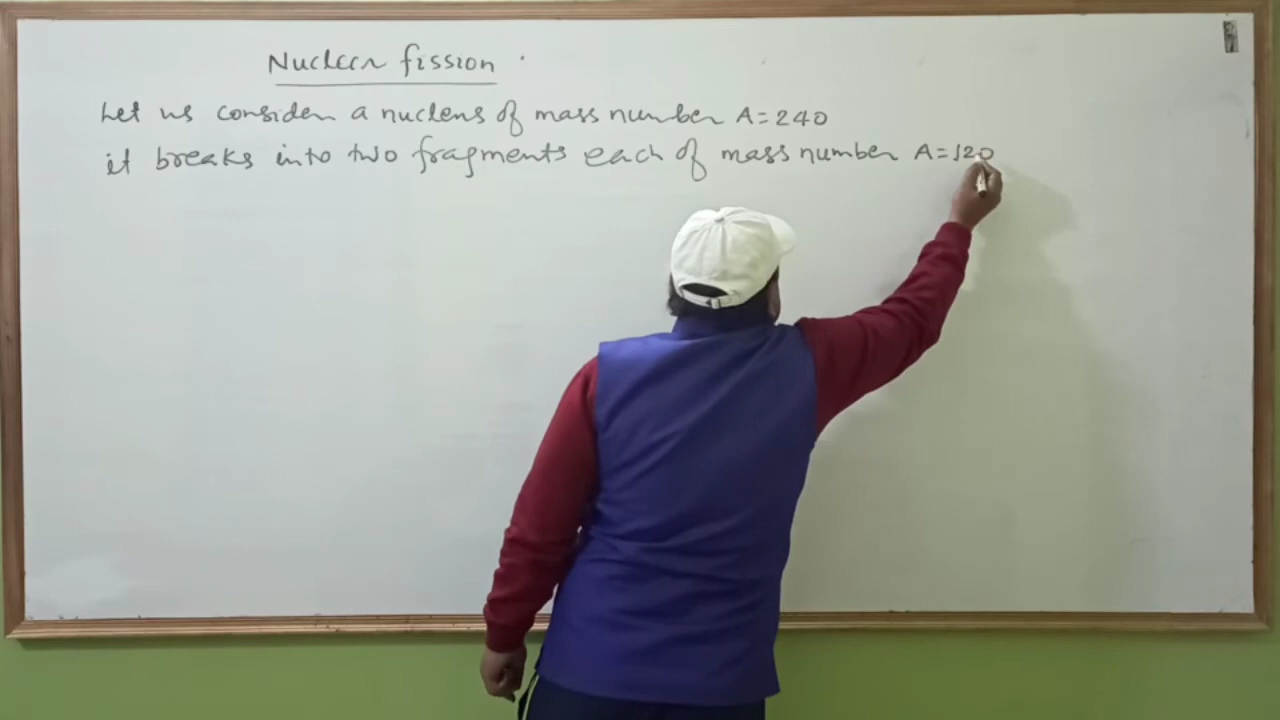 Nuclear fission
Let us consider a nucleus of mass number A=240
it breaks into two fragments each of mass number A=120